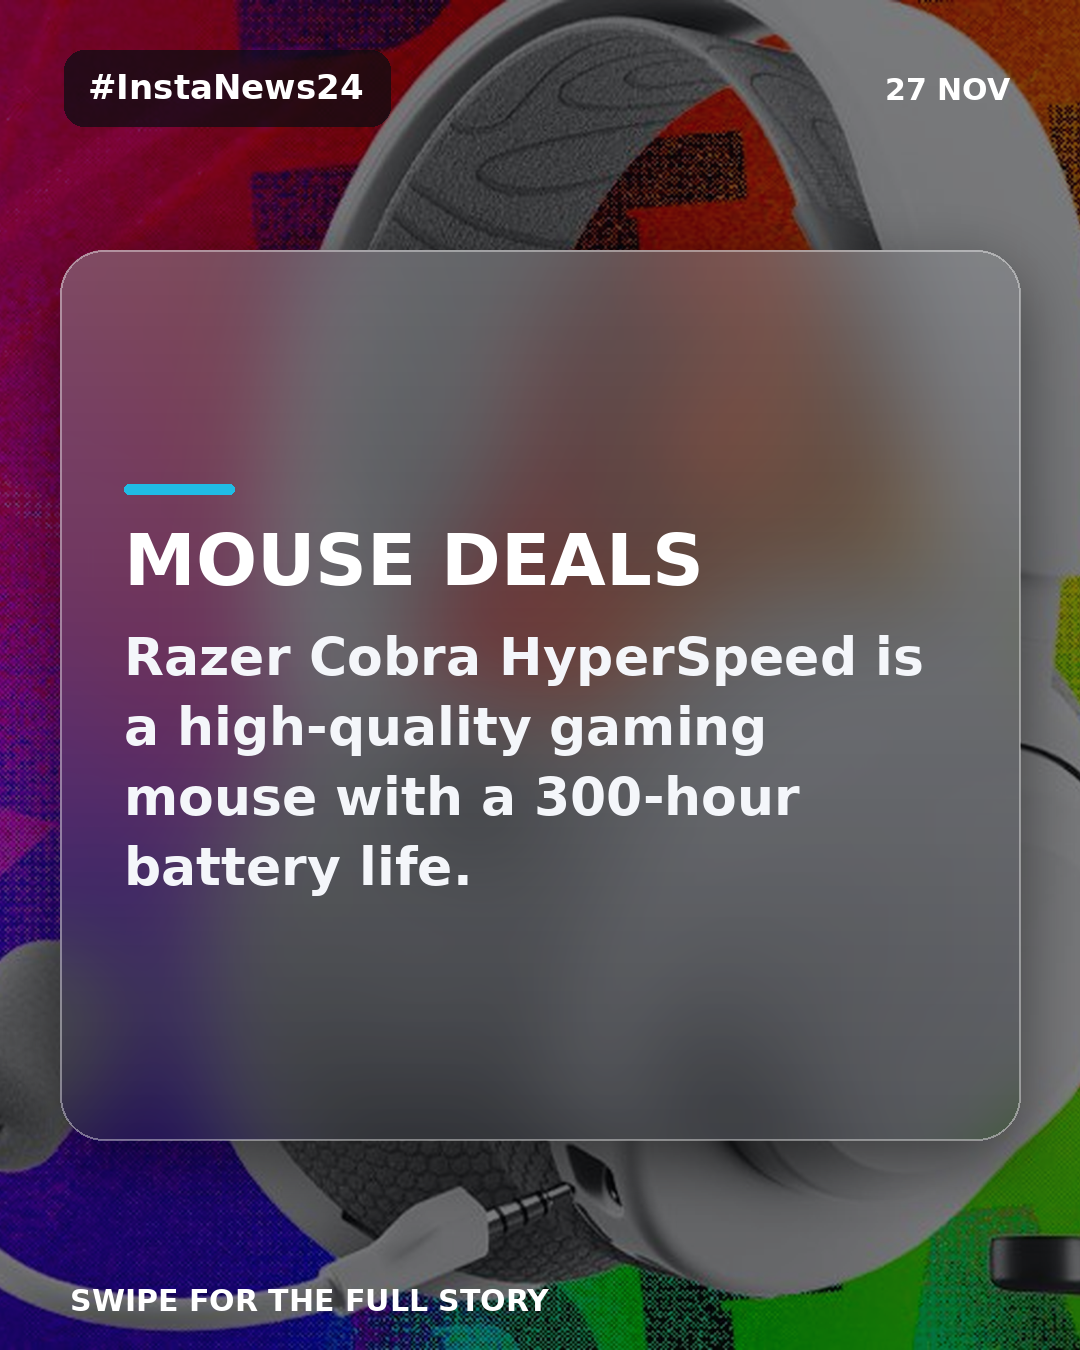 #InstaNews24
27 NOV
MOUSE DEALS
Razer Cobra HyperSpeed is
a high-quality gaming
mouse with a 300-hour
battery life.
SWIPE FOR THE FULL STORY